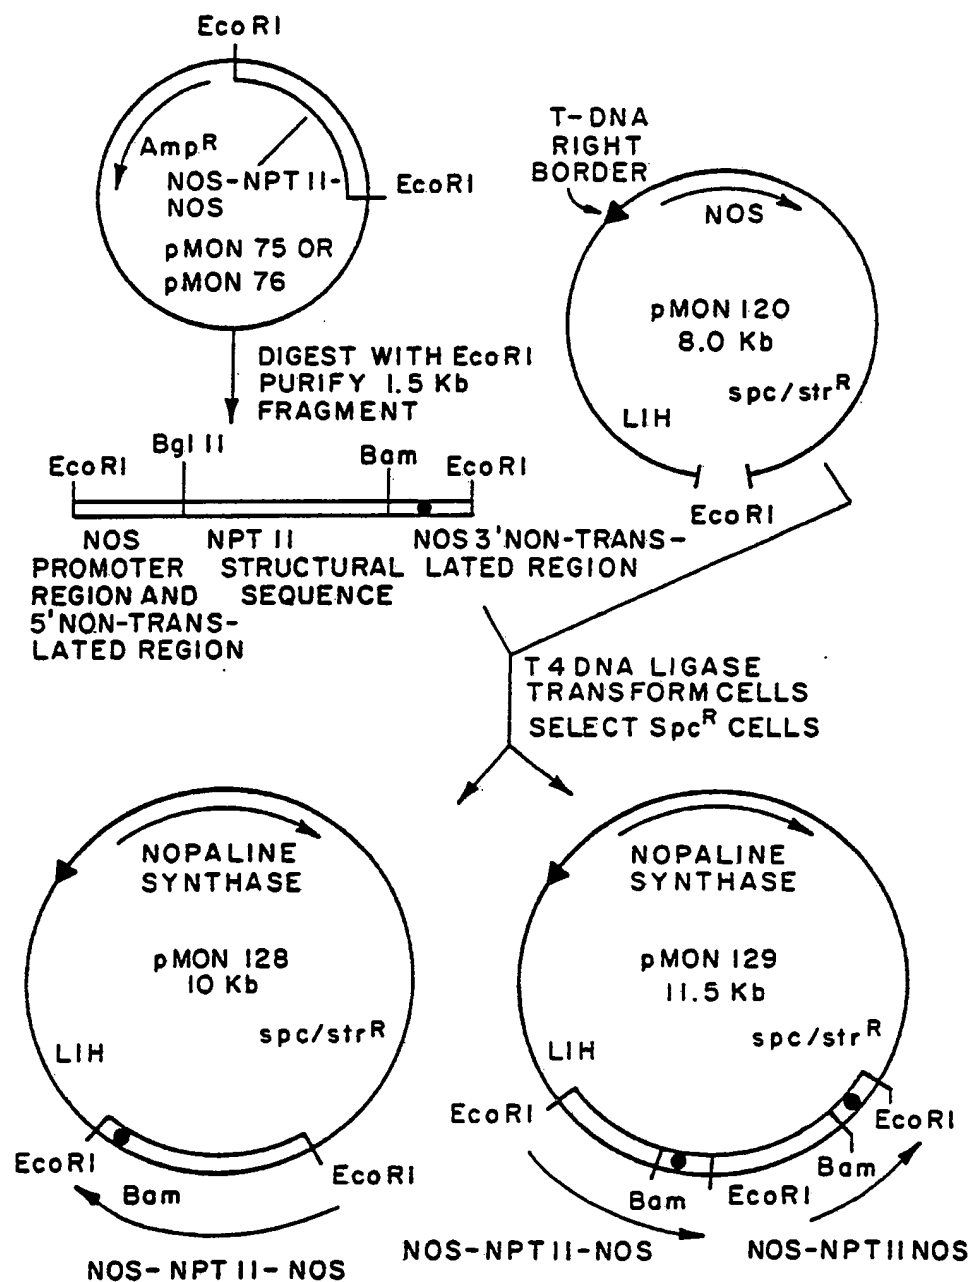 EcoRI
AmpR
NOS-NPT II-
NOS
EcoRI
pMON 75 OR
pMON 76
T-DNA
RIGHT
BORDER
NOS
pMON 120
8.0 Kb
spc/strR
LIH
EcoRI
DIGEST WITH EcoRI
PURIFY 1.5 Kb
FRAGMENT
EcoRI
Bgl II
Bam
EcoRI
NOS
PROMOTER
REGION AND
5'NON-TRANS-
LATED REGION
NPT II
STRUCTURAL
SEQUENCE
NOS 3'NON-TRANS-
LATED REGION
T4 DNA LIGASE
TRANSFORM CELLS
SELECT SpcR CELLS
NOPALINE
SYNTHASE
pMON 128
10 Kb
spc/strR
LIH
EcoRI
Bam
EcoRI
NOS-NPT II-NOS
NOPALINE
SYNTHASE
pMON 129
11.5 Kb
spc/strR
LIH
EcoRI
Bam
EcoRI
Bam
EcoRI
NOS-NPT II-NOS
NOS-NPT II NOS